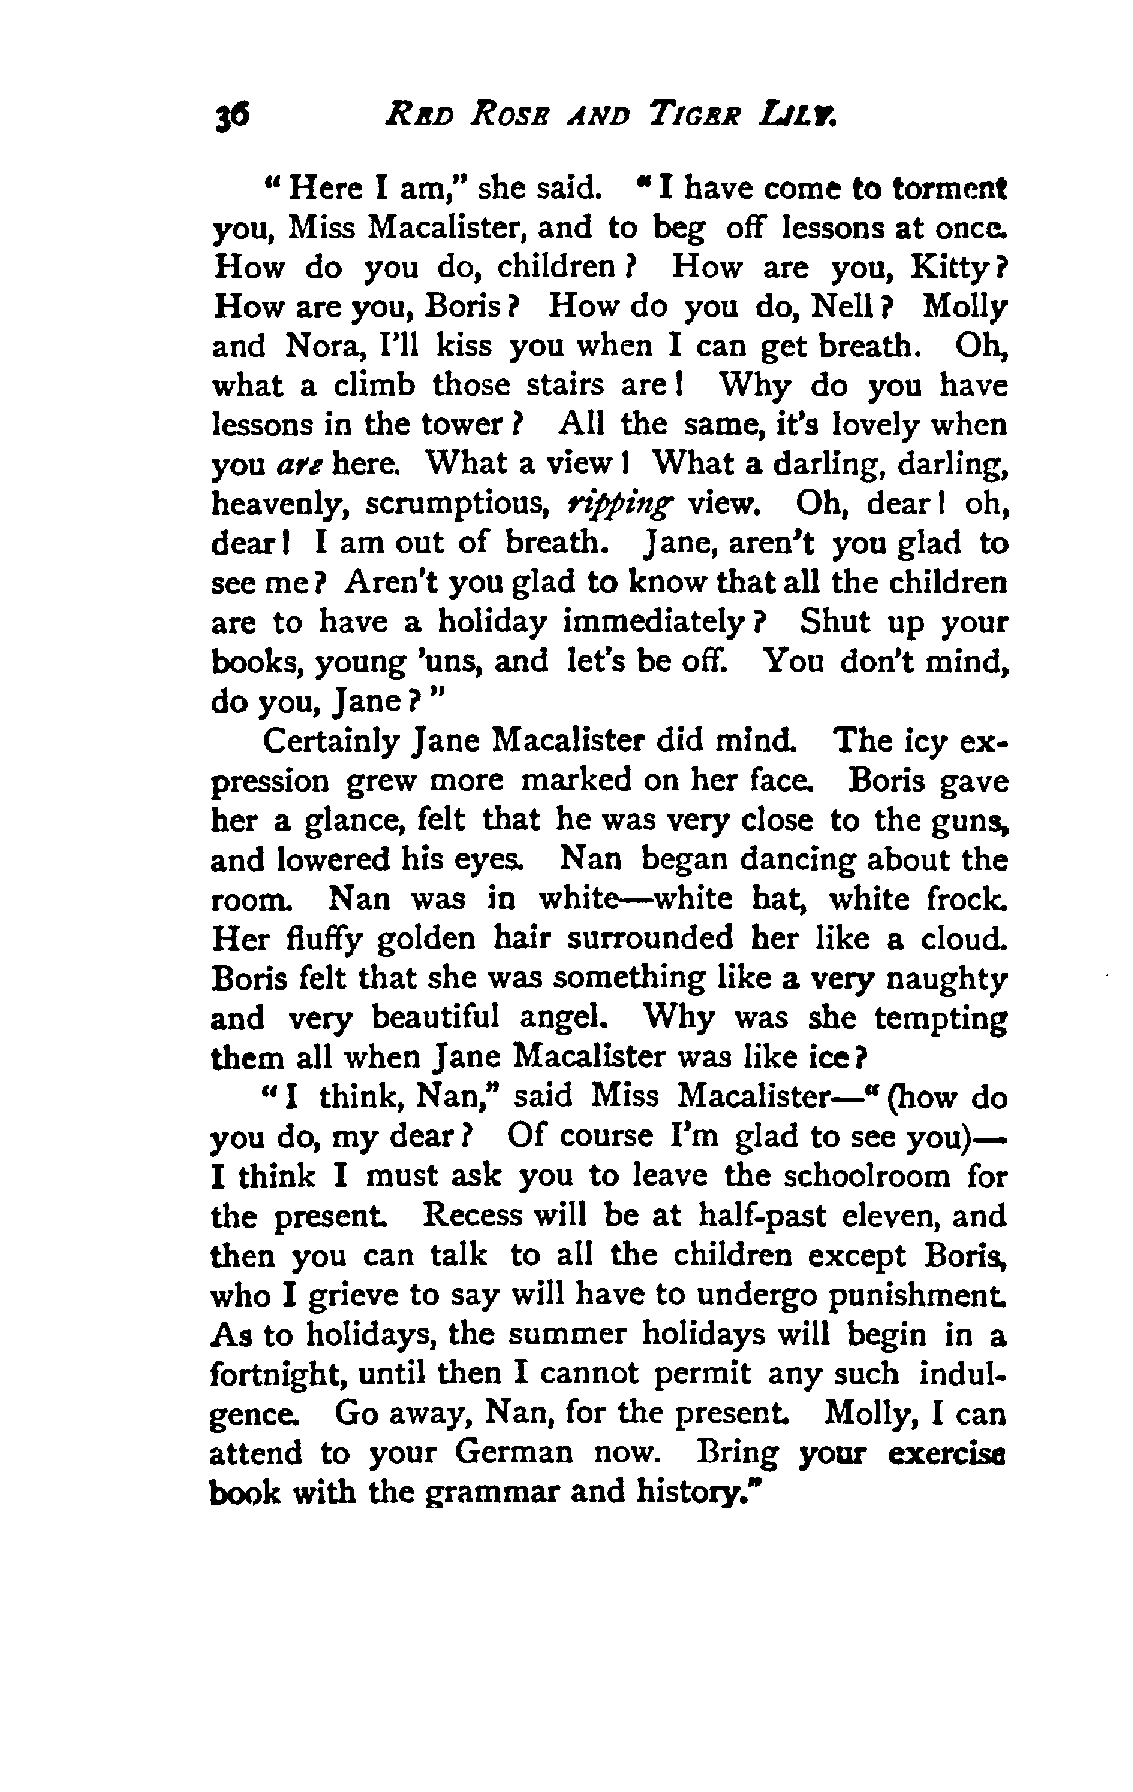 36 RED ROSE AND TIGER LILY.
"Here I am," she said. "I have come to torment
you, Miss Macalister, and to beg off lessons at once.
How do you do, children? How are you, Kitty?
How are you, Boris? How do you do, Nell? Molly
and Nora, I'll kiss you when I can get breath. Oh,
what a climb those stairs are! Why do you have
lessons in the tower? All the same, it's lovely when
you are here. What a view! What a darling, darling,
heavenly, scrumptious, ripping view. Oh, dear! oh,
dear! I am out of breath. Jane, aren't you glad to
see me? Aren't you glad to know that all the children
are to have a holiday immediately? Shut up your
books, young 'uns, and let's be off. You don't mind,
do you, Jane?"
Certainly Jane Macalister did mind. The icy ex-
pression grew more marked on her face. Boris gave
her a glance, felt that he was very close to the guns,
and lowered his eyes. Nan began dancing about the
room. Nan was in white—white hat, white frock.
Her fluffy golden hair surrounded her like a cloud.
Boris felt that she was something like a very naughty
and very beautiful angel. Why was she tempting
them all when Jane Macalister was like ice?
"I think, Nan," said Miss Macalister—"(how do
you do, my dear? Of course I'm glad to see you)—
I think I must ask you to leave the schoolroom for
the present. Recess will be at half-past eleven, and
then you can talk to all the children except Boris,
who I grieve to say will have to undergo punishment.
As to holidays, the summer holidays will begin in a
fortnight, until then I cannot permit any such indul-
gence. Go away, Nan, for the present. Molly, I can
attend to your German now. Bring your exercise
book with the grammar and history."